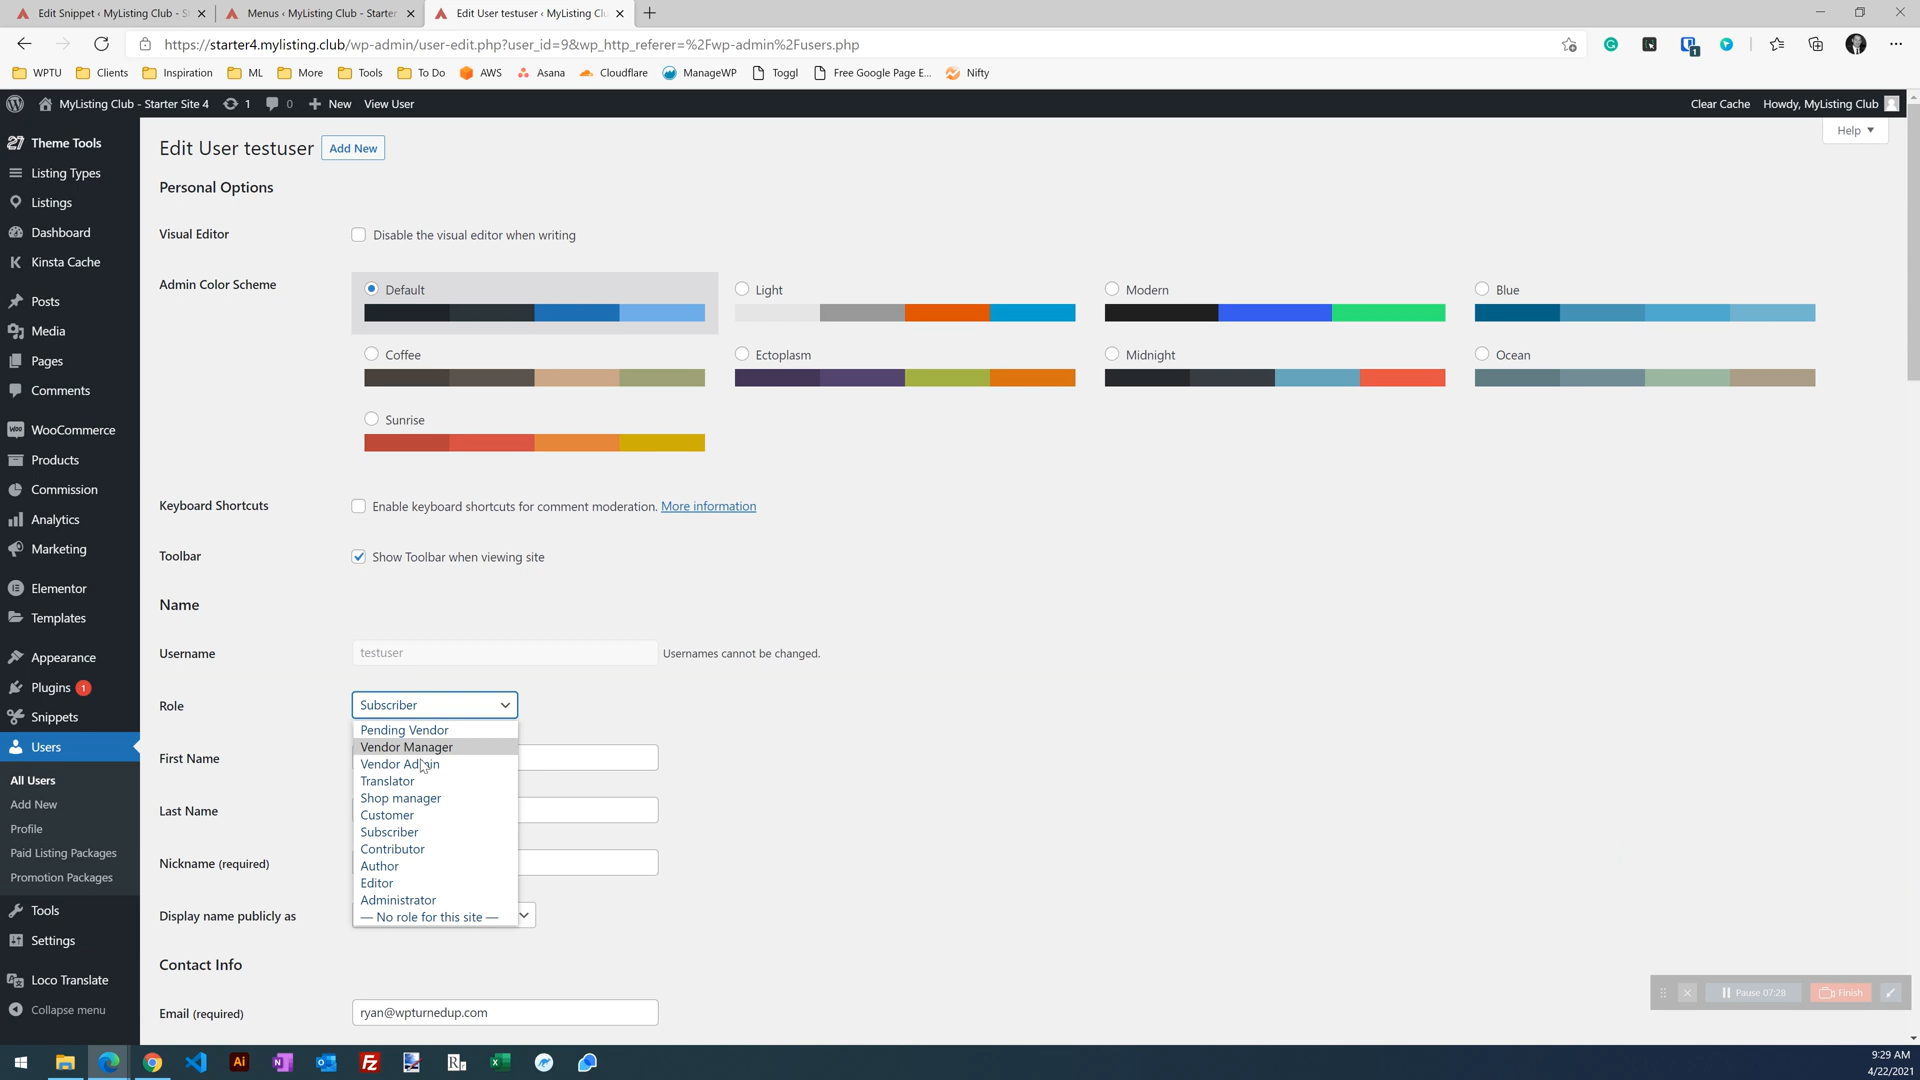 Edit Snippet ‹ MyListing Club - S
Menus ‹ MyListing Club - Starter
Edit User testuser ‹ MyListing Cl
https://starter4.mylisting.club/wp-admin/user-edit.php?user_id=9&wp_http_referer=%2Fwp-admin%2Fusers.php
1
WPTU
Clients
Inspiration
ML
More
Tools
To Do
AWS
Asana
Cloudflare
ManageWP
Toggl
Free Google Page E...
Nifty
MyListing Club - Starter Site 4
1
0
New
View User
Clear Cache
Howdy, MyListing Club
27 Theme Tools
Listing Types
Listings
Dashboard
K Kinsta Cache
Posts
Media
Pages
Comments
Woo WooCommerce
Products
Commission
Analytics
Marketing
Elementor
Templates
Appearance
Plugins 1
Snippets
Users
All Users
Add New
Profile
Paid Listing Packages
Promotion Packages
Tools
Settings
Loco Translate
Collapse menu
Help
Edit User testuser
Add New
Personal Options
Visual Editor
Disable the visual editor when writing
Admin Color Scheme
Default
Light
Modern
Blue
Coffee
Ectoplasm
Midnight
Ocean
Sunrise
Keyboard Shortcuts
Enable keyboard shortcuts for comment moderation. More information
Toolbar
Show Toolbar when viewing site
Name
Username
testuser
Usernames cannot be changed.
Role
Subscriber
Pending Vendor
Vendor Manager
Vendor Admin
Translator
Shop manager
Customer
Subscriber
Contributor
Author
Editor
Administrator
— No role for this site —
First Name
Last Name
Nickname (required)
Display name publicly as
Contact Info
Email (required)
ryan@wpturnedup.com
Pause 07:28
Finish
Ai
N
Fz
R
9:29 AM
4/22/2021